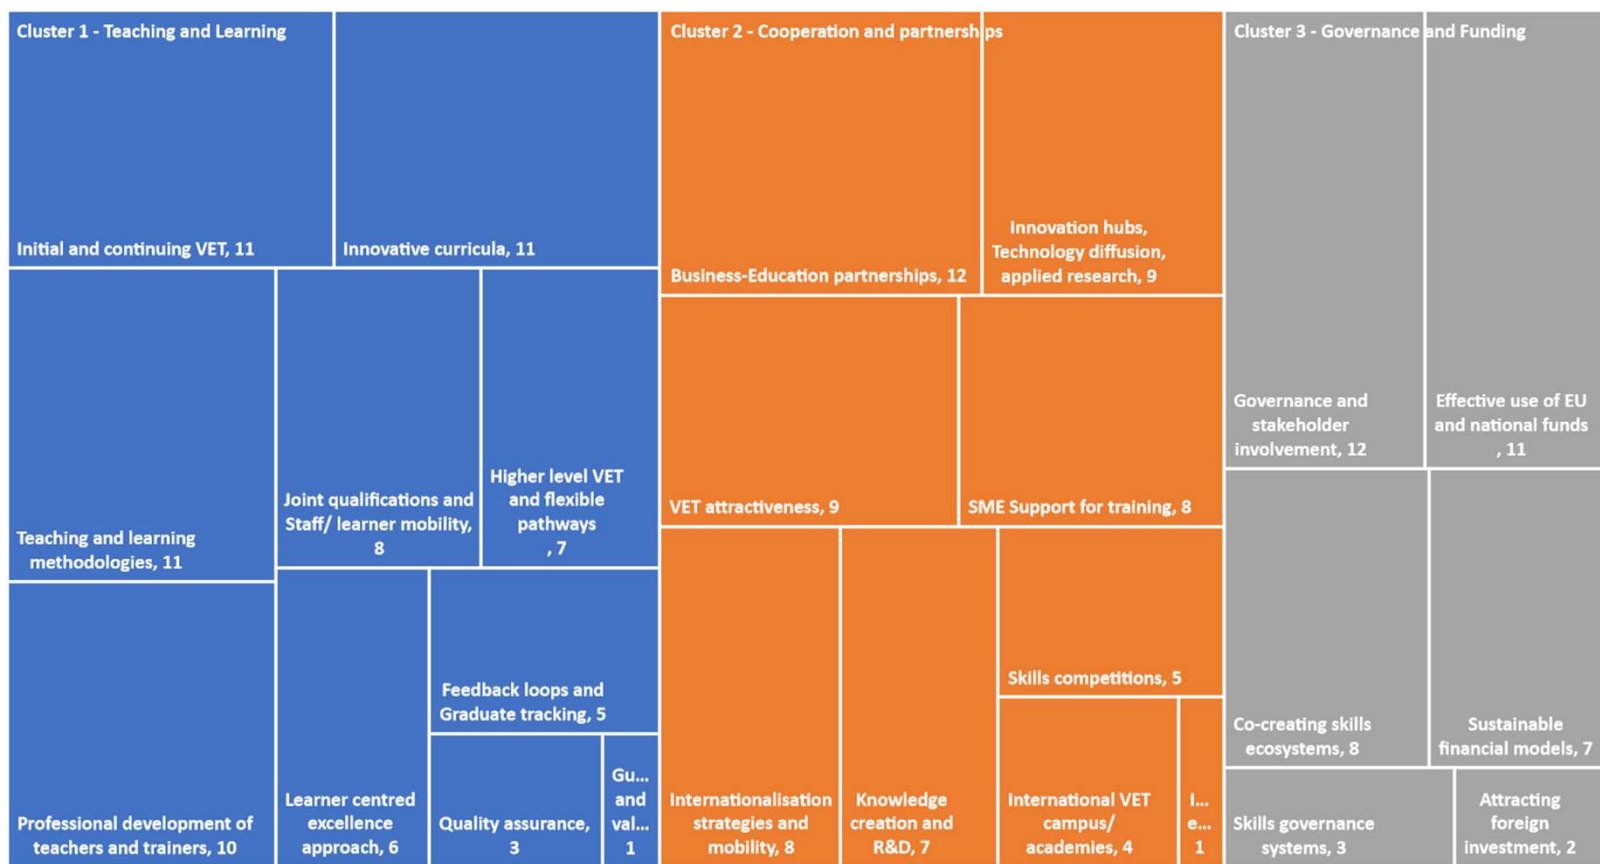 Cluster 1 - Teaching and Learning
Initial and continuing VET, 11
Innovative curricula, 11
Teaching and learning
methodologies, 11
Joint qualifications and
Staff/ learner mobility,
8
Higher level VET
and flexible
pathways
, 7
Professional development of
teachers and trainers, 10
Learner centred
excellence
approach, 6
Feedback loops and
Graduate tracking, 5
Quality assurance,
3
Gu...
and
val...
1
Cluster 2 - Cooperation and partnerships
Business-Education partnerships, 12
Innovation hubs,
Technology diffusion,
applied research, 9
VET attractiveness, 9
SME Support for training, 8
Internationalisation
strategies and
mobility, 8
Knowledge
creation and
R&D, 7
Skills competitions, 5
International VET
campus/
academies, 4
I...
e...
1
Cluster 3 - Governance and Funding
Governance and
stakeholder
involvement, 12
Effective use of EU
and national funds
, 11
Co-creating skills
ecosystems, 8
Sustainable
financial models, 7
Skills governance
systems, 3
Attracting
foreign
investment, 2